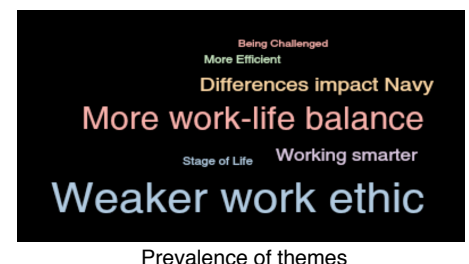 Being Challenged
More Efficient
Differences impact Navy
More work-life balance
Stage of Life Working smarter
Weaker work ethic
Prevalence of themes